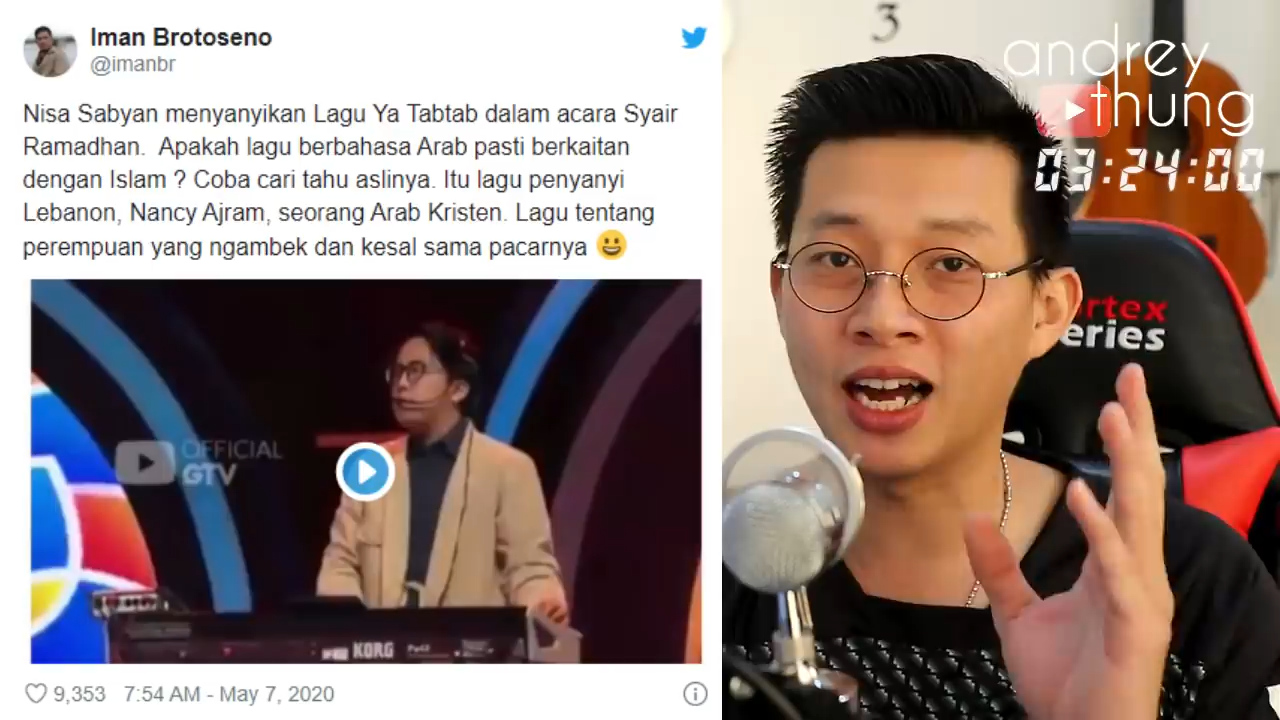 Iman Brotoseno
@imanbr
Nisa Sabyan menyanyikan Lagu Ya Tabtab dalam acara Syair
Ramadhan.  Apakah lagu berbahasa Arab pasti berkaitan
dengan Islam ? Coba cari tahu aslinya. Itu lagu penyanyi
Lebanon, Nancy Ajram, seorang Arab Kristen. Lagu tentang
perempuan yang ngambek dan kesal sama pacarnya 😀
OFFICIAL
GTV
KORG
9,353 7:54 AM - May 7, 2020
3
andrey
thung
03:24:00
rtex
eries